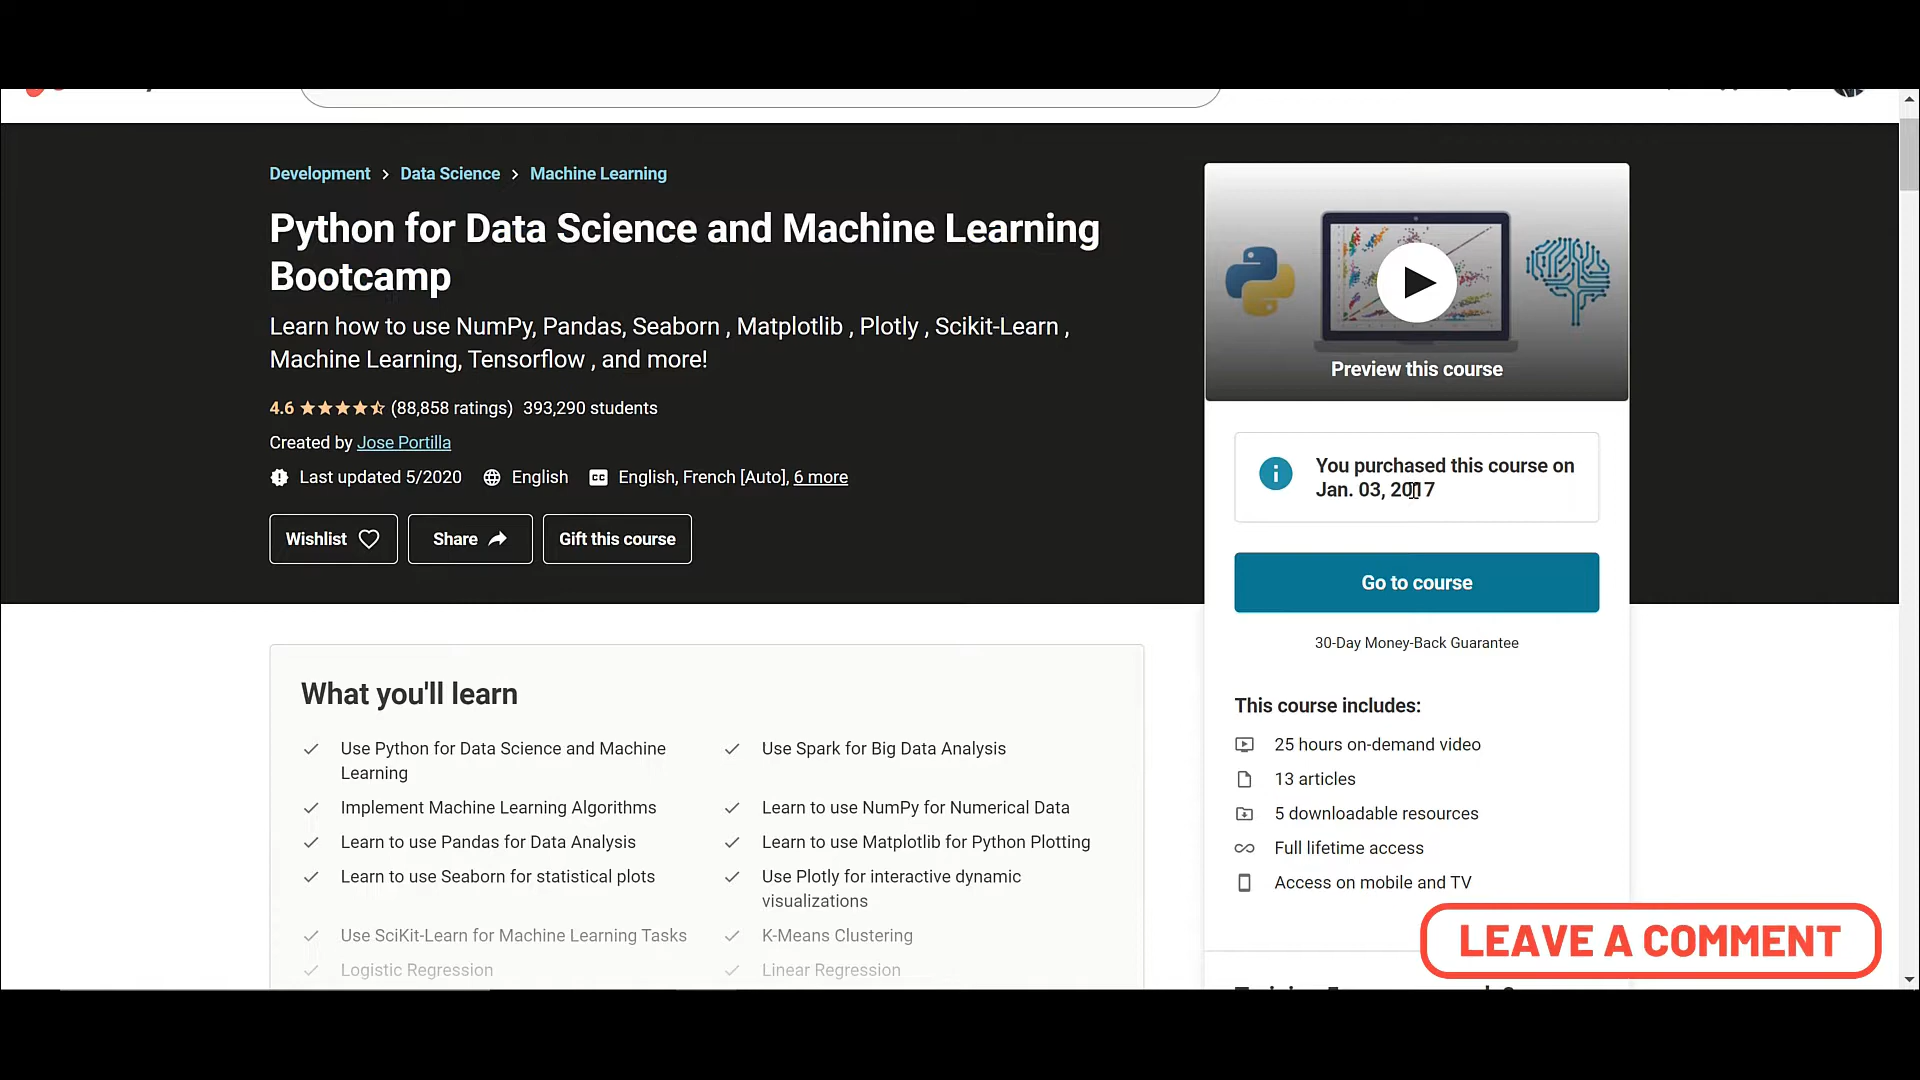 Development > Data Science > Machine Learning
Python for Data Science and Machine Learning
Bootcamp
Learn how to use NumPy, Pandas, Seaborn , Matplotlib , Plotly , Scikit-Learn ,
Machine Learning, Tensorflow , and more!
4.6 (88,858 ratings) 393,290 students
Created by Jose Portilla
Last updated 5/2020 English CC English, French [Auto], 6 more
Wishlist Share Gift this course
Preview this course
You purchased this course on
Jan. 03, 2017
Go to course
30-Day Money-Back Guarantee
This course includes:
25 hours on-demand video
13 articles
5 downloadable resources
Full lifetime access
Access on mobile and TV
What you'll learn
Use Python for Data Science and Machine
Learning
Use Spark for Big Data Analysis
Implement Machine Learning Algorithms
Learn to use NumPy for Numerical Data
Learn to use Pandas for Data Analysis
Learn to use Matplotlib for Python Plotting
Learn to use Seaborn for statistical plots
Use Plotly for interactive dynamic
visualizations
Use SciKit-Learn for Machine Learning Tasks
K-Means Clustering
Logistic Regression
Linear Regression
LEAVE A COMMENT